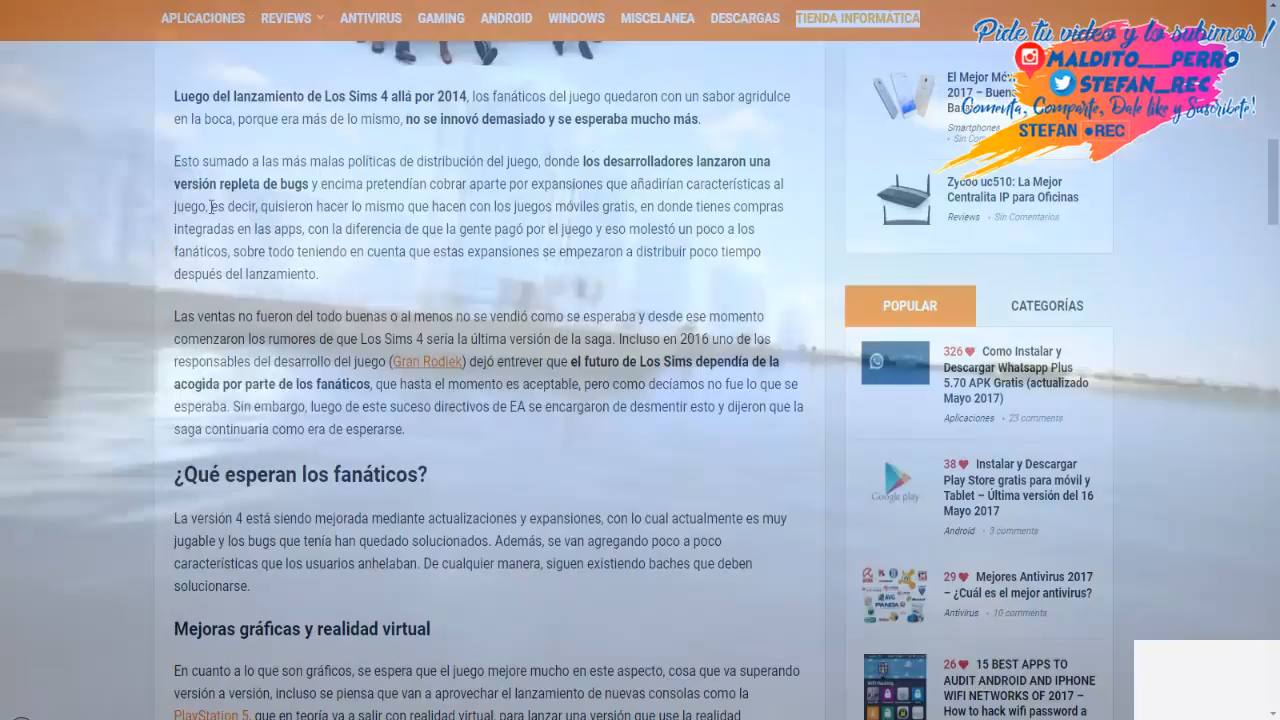 APLICACIONES REVIEWS ANTIVIRUS GAMING ANDROID WINDOWS MISCELANEA DESCARGAS TIENDA INFORMÁTICA
Pide tu video y lo subimos !
MALDITO__PERRO
STEFAN_REC
Comenta, Comparte, Dale like y Suscribete!
STEFAN ●REC
Luego del lanzamiento de Los Sims 4 allá por 2014, los fanáticos del juego quedaron con un sabor agridulce
en la boca, porque era más de lo mismo, no se innovó demasiado y se esperaba mucho más.
Esto sumado a las más malas políticas de distribución del juego, donde los desarrolladores lanzaron una
versión repleta de bugs y encima pretendían cobrar aparte por expansiones que añadirían características al
juego, es decir, quisieron hacer lo mismo que hacen con los juegos móviles gratis, en donde tienes compras
integradas en las apps, con la diferencia de que la gente pagó por el juego y eso molestó un poco a los
fanáticos, sobre todo teniendo en cuenta que estas expansiones se empezaron a distribuir poco tiempo
después del lanzamiento.
Las ventas no fueron del todo buenas o al menos no se vendió como se esperaba y desde ese momento
comenzaron los rumores de que Los Sims 4 sería la última versión de la saga. Incluso en 2016 uno de los
responsables del desarrollo del juego (Gran Rodiek) dejó entrever que el futuro de Los Sims dependía de la
acogida por parte de los fanáticos, que hasta el momento es aceptable, pero como decíamos no fue lo que se
esperaba. Sin embargo, luego de este suceso directivos de EA se encargaron de desmentir esto y dijeron que la
saga continuaría como era de esperarse.
¿Qué esperan los fanáticos?
La versión 4 está siendo mejorada mediante actualizaciones y expansiones, con lo cual actualmente es muy
jugable y los bugs que tenía han quedado solucionados. Además, se van agregando poco a poco
características que los usuarios anhelaban. De cualquier manera, siguen existiendo baches que deben
solucionarse.
Mejoras gráficas y realidad virtual
En cuanto a lo que son gráficos, se espera que el juego mejore mucho en este aspecto, cosa que va superando
versión a versión, incluso se piensa que van a aprovechar el lanzamiento de nuevas consolas como la
PlayStation 5, que en teoría va a salir con realidad virtual, para lanzar una versión que use la realidad
El Mejor
2017 – Bue
Ba
Smartphones
- Sin Com
Zycoo uc510: La Mejor
Centralita IP para Oficinas
Reviews - Sin Comentarios
POPULAR CATEGORÍAS
326 ♥ Como Instalar y
Descargar Whatsapp Plus
5.70 APK Gratis (actualizado
Mayo 2017)
Aplicaciones - 23 comments
38 ♥ Instalar y Descargar
Play Store gratis para móvil y
Tablet – Última versión del 16
Mayo 2017
Android - 3 comments
Google play
29 ♥ Mejores Antivirus 2017
– ¿Cuál es el mejor antivirus?
Antivirus - 10 comments
26 ♥ 15 BEST APPS TO
AUDIT ANDROID AND IPHONE
WIFI NETWORKS OF 2017 –
How to hack wifi password a